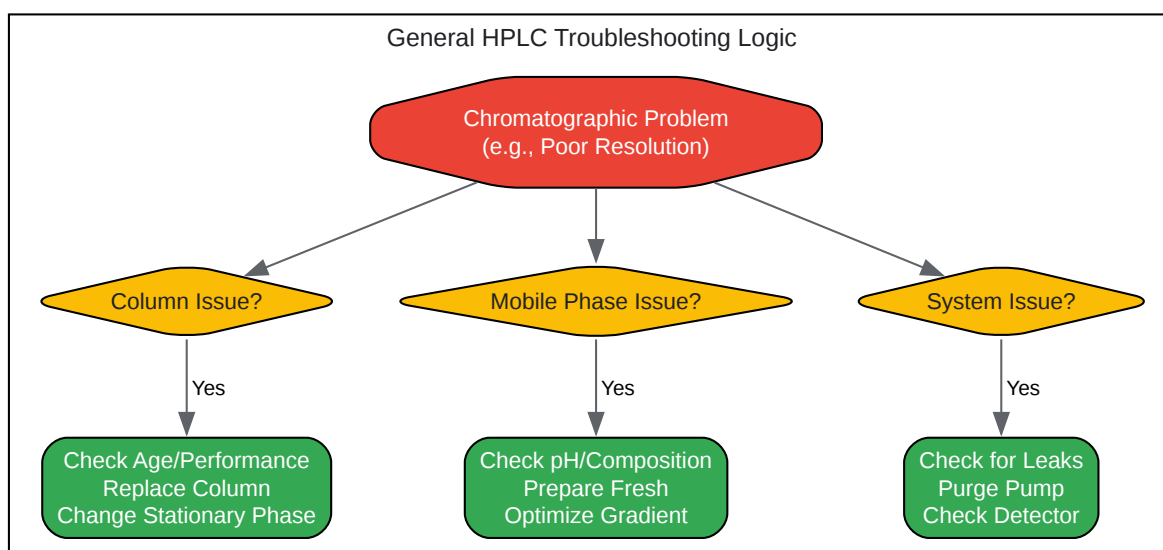 General HPLC Troubleshooting Logic
Chromatographic Problem
(e.g., Poor Resolution)
Column Issue?
Mobile Phase Issue?
System Issue?
Yes
Yes
Yes
Check Age/Performance
Replace Column
Change Stationary Phase
Check pH/Composition
Prepare Fresh
Optimize Gradient
Check for Leaks
Purge Pump
Check Detector